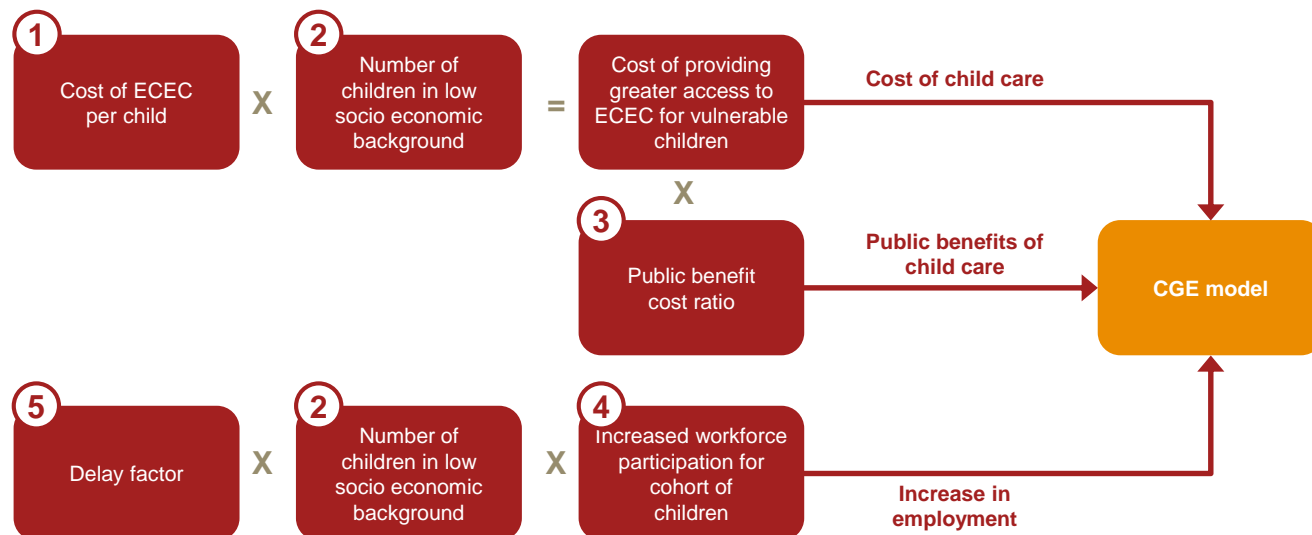 1
Cost of ECEC
per child
X
2
Number of
children in low
socio economic
background
=
Cost of providing
greater access to
ECEC for vulnerable
children
Cost of child care
X
3
Public benefit
cost ratio
Public benefits of
child care
CGE model
5
Delay factor
X
2
Number of
children in low
socio economic
background
X
4
Increased workforce
participation for
cohort of
children
Increase in
employment